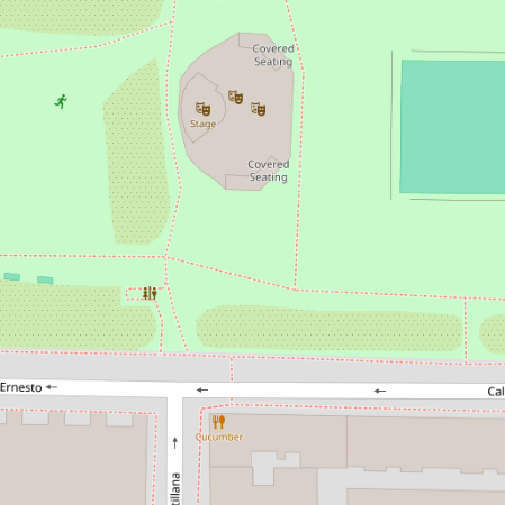 Covered
Seating
Stage
Covered
Seating
Ernesto
Cal
Cucumber
tillana